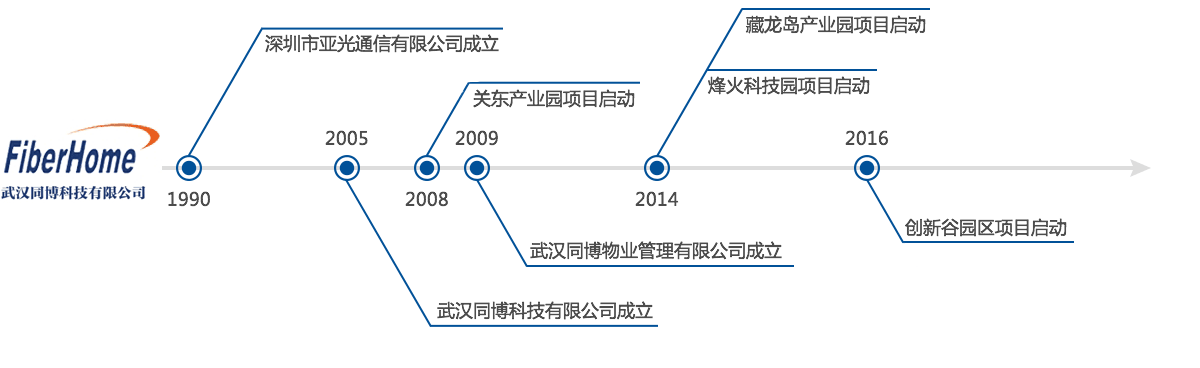 藏龙岛产业园项目启动
深圳市亚光通信有限公司成立
烽火科技园项目启动
关东产业园项目启动
FiberHome
武汉同博科技有限公司
2005
2009
2016
1990
2008
2014
创新谷园区项目启动
武汉同博物业管理有限公司成立
武汉同博科技有限公司成立